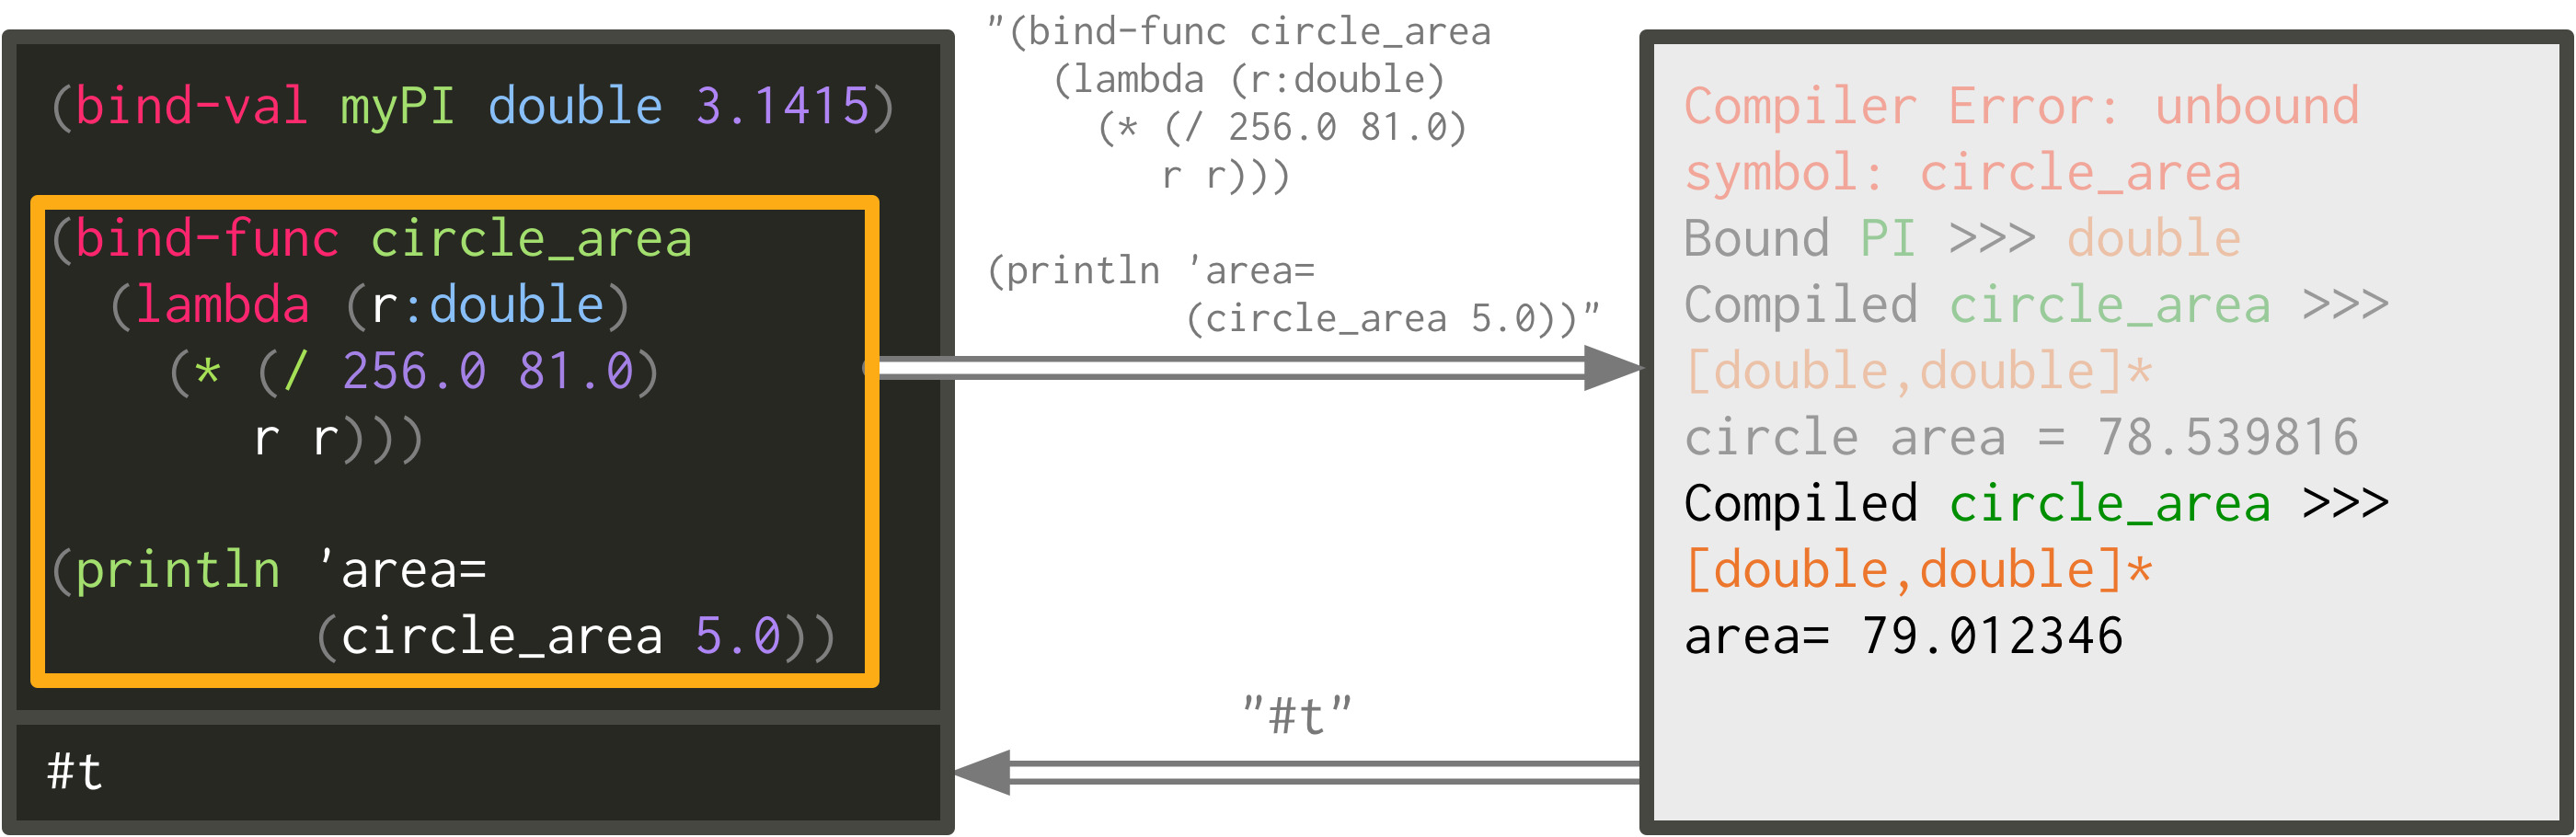 (bind-val myPI double 3.1415)
(bind-func circle_area
(lambda (r:double)
(* (/ 256.0 81.0)
r r)))
(println 'area=
(circle_area 5.0))
#t
"(bind-func circle_area
(lambda (r:double)
(* (/ 256.0 81.0)
r r)))
(println 'area=
(circle_area 5.0))"
"#t"
Compiler Error: unbound
symbol: circle_area
Bound PI >>> double
Compiled circle_area >>>
[double,double]*
circle area = 78.539816
Compiled circle_area >>>
[double,double]*
area= 79.012346